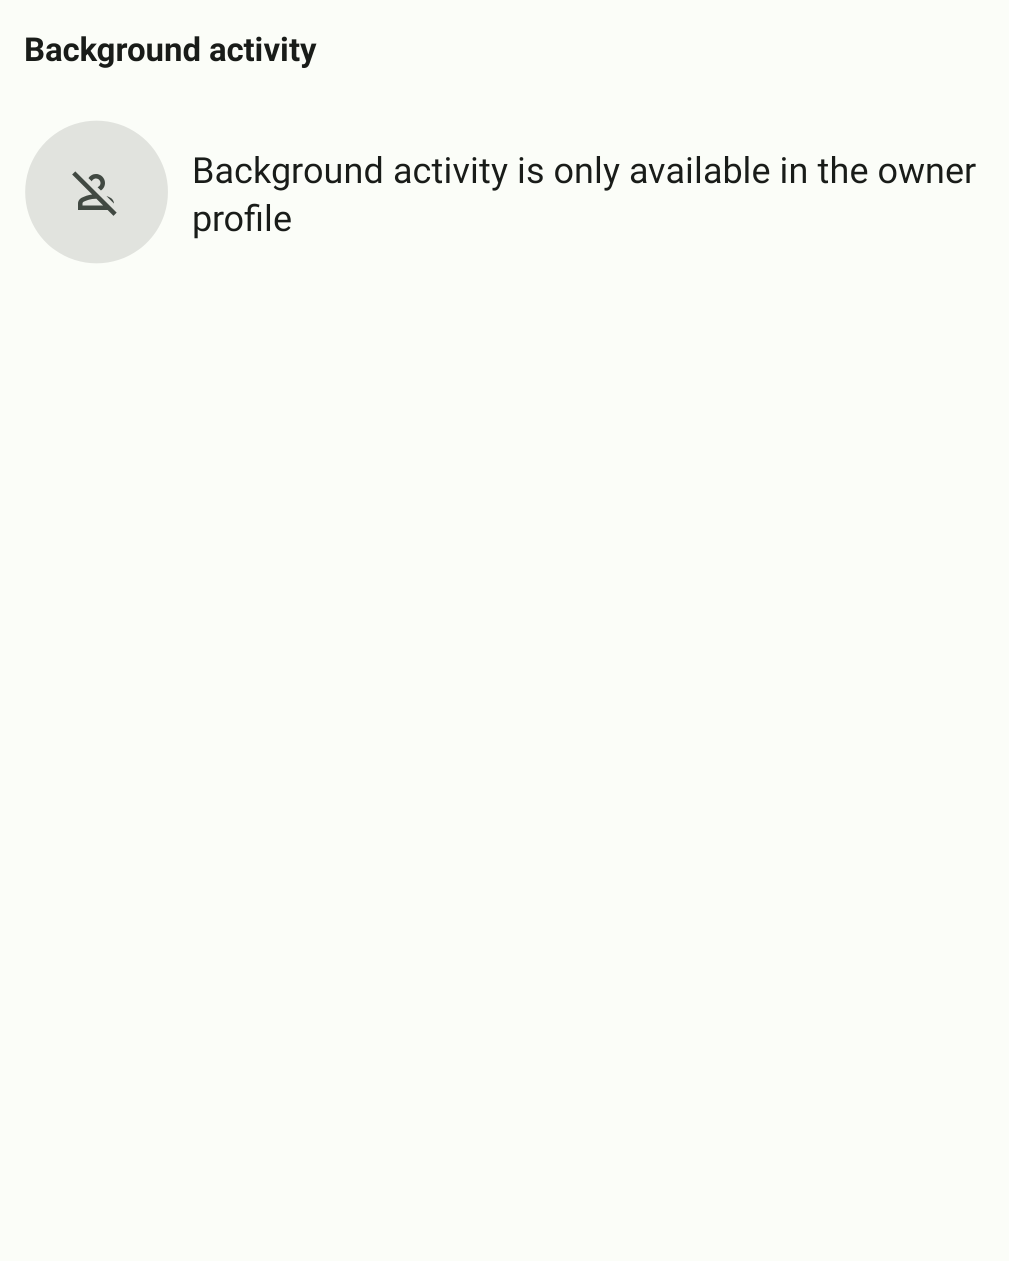 Background activity
Background activity is only available in the owner
profile